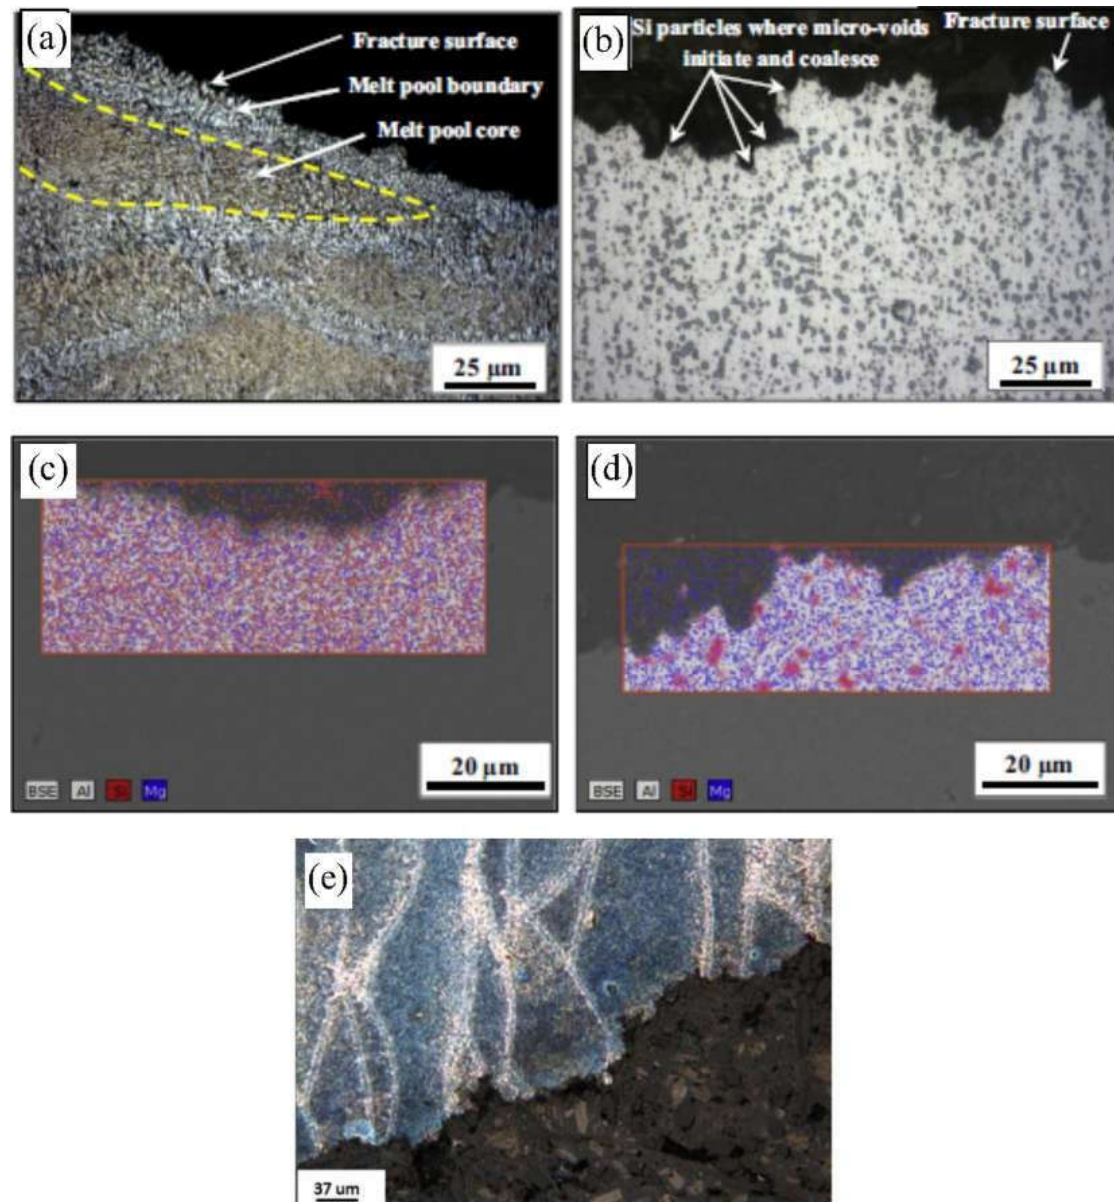 (a)
Fracture surface
Melt pool boundary
Melt pool core
25 μm
(b)
Si particles where micro-voids
initiate and coalesce
Fracture surface
25 μm
(c)
BSE Al Si Mg
20 μm
(d)
BSE Al Si Mg
20 μm
(e)
37 um